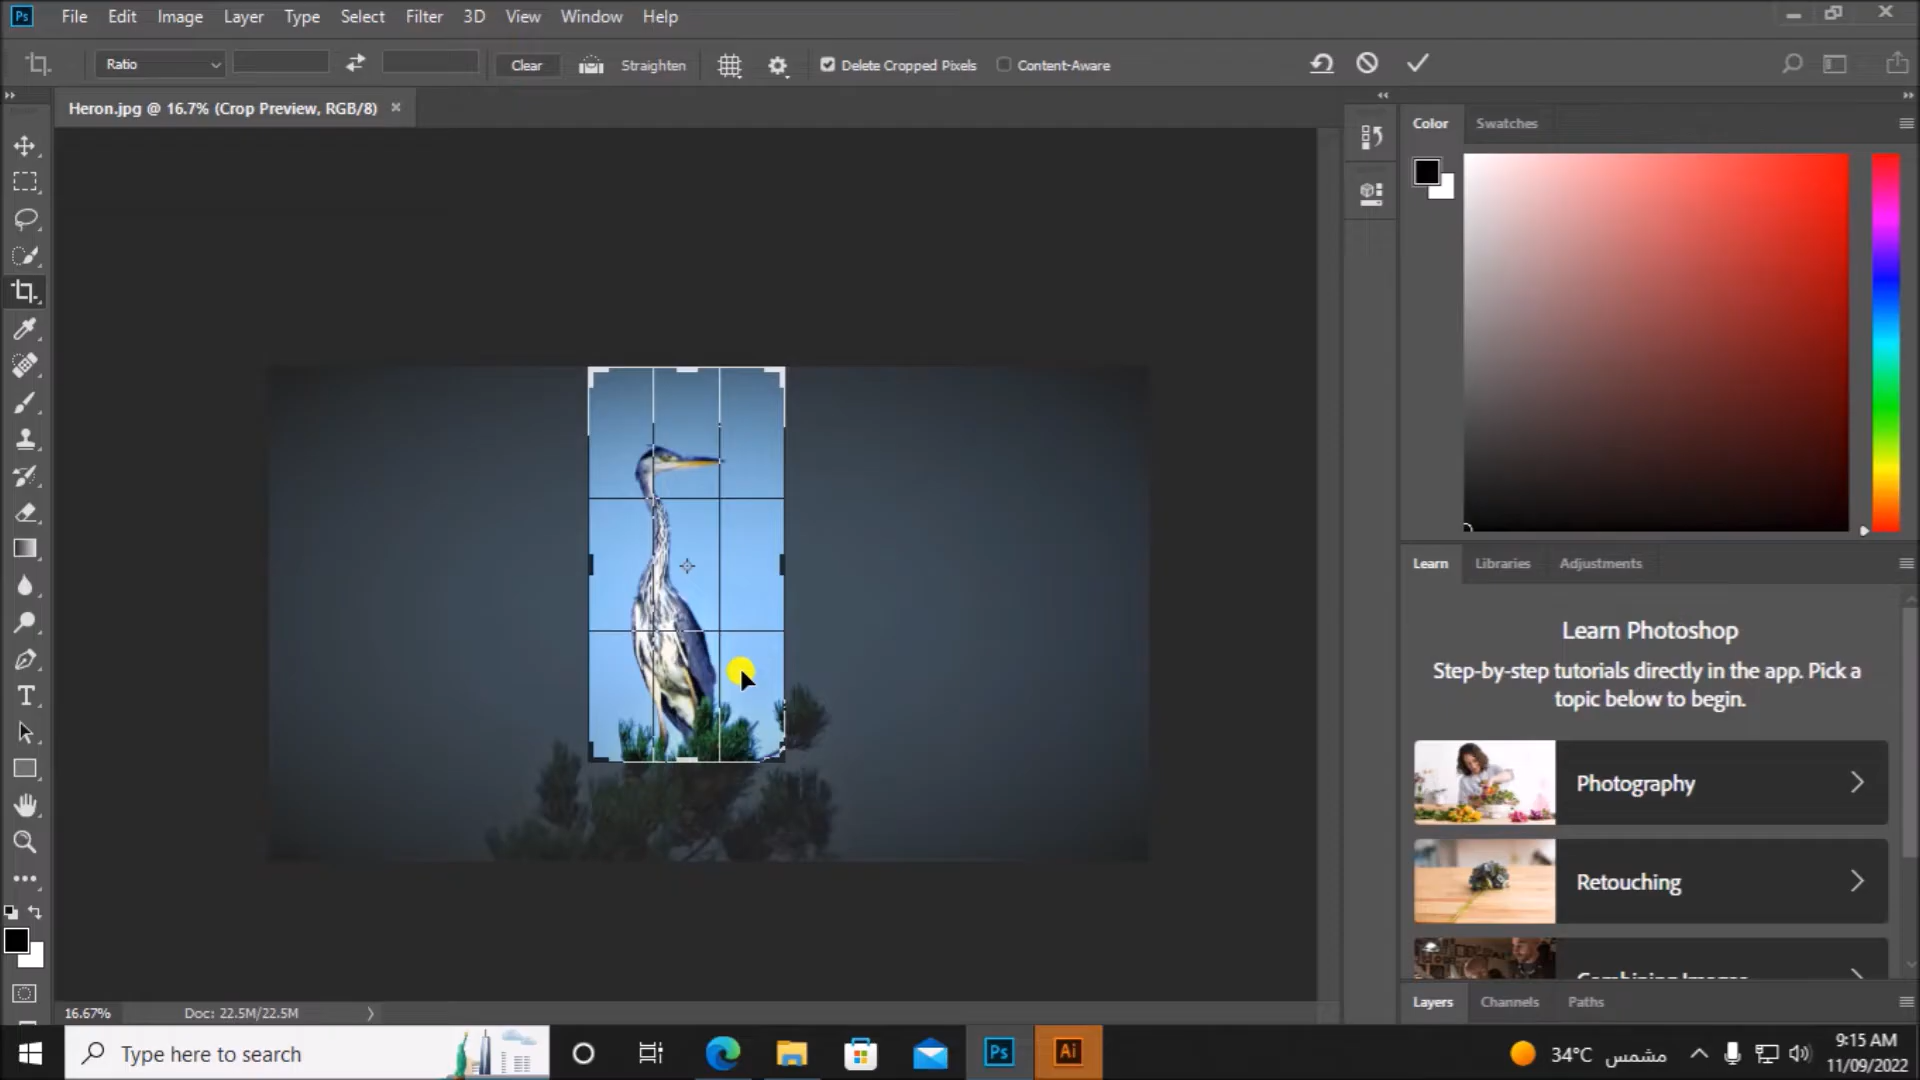 Ps File Edit Image Layer Type Select Filter 3D View Window Help
Ratio Clear Straighten Delete Cropped Pixels Content-Aware
Heron.jpg @ 16.7% (Crop Preview, RGB/8)
Color Swatches
Learn Libraries Adjustments
Learn Photoshop
Step-by-step tutorials directly in the app. Pick a
topic below to begin.
Photography
Retouching
Combining Images
Layers Channels Paths
16.67% Doc: 22.5M/22.5M
Type here to search
Ps
Ai
34°C مشمس
9:15 AM
11/09/2022